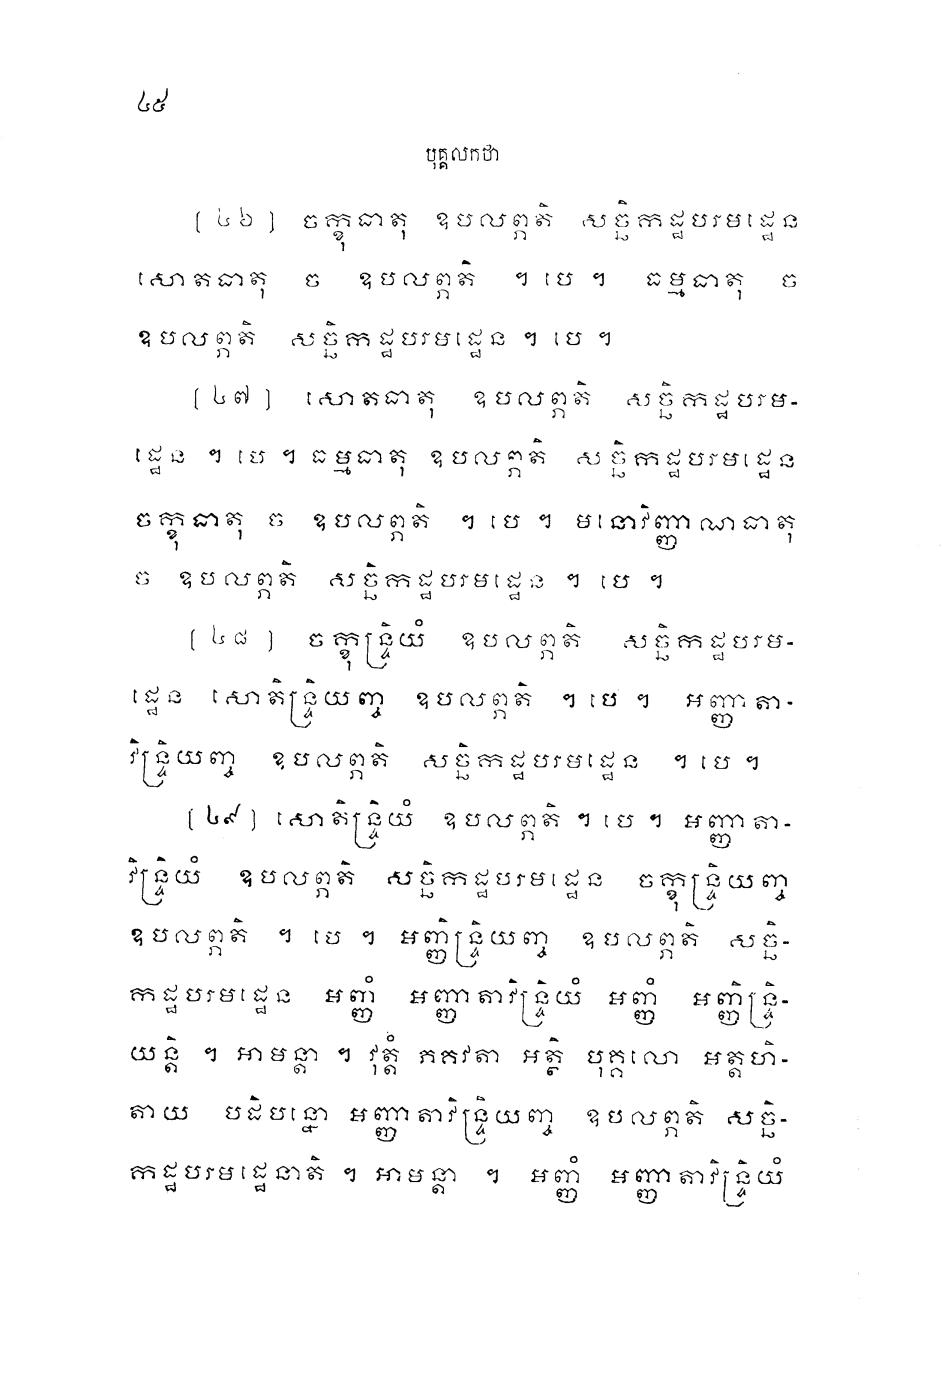 ៤៥
បុគ្គលកថា
[ ៤៦ ] ចក្ខុធាតុ ឧបលព្ភតិ សច្ឆិកដ្ឋបរមដ្ឋេន
សោតធាតុ ច ឧបលព្ភតិ ។ បេ ។ ធម្មធាតុ ច
ឧបលព្ភតិ សច្ឆិកដ្ឋបរមដ្ឋេន ។ បេ ។
[ ៤៧ ] សោតធាតុ ឧបលព្ភតិ សច្ឆិកដ្ឋបរម-
ដ្ឋេន ។ បេ ។ ធម្មធាតុ ឧបលព្ភតិ សច្ឆិកដ្ឋបរមដ្ឋេន
ចក្ខុធាតុ ច ឧបលព្ភតិ ។ បេ ។ មនោវិញ្ញាណធាតុ
ច ឧបលព្ភតិ សច្ឆិកដ្ឋបរមដ្ឋេន ។ បេ ។
[ ៤៨ ] ចក្ខុន្ទ្រិយំ ឧបលព្ភតិ សច្ឆិកដ្ឋបរម-
ដ្ឋេន សោតិន្ទ្រិយញ្ច ឧបលព្ភតិ ។ បេ ។ អញ្ញាតា-
វិន្ទ្រិយញ្ច ឧបលព្ភតិ សច្ឆិកដ្ឋបរមដ្ឋេន ។ បេ ។
[ ៤៩ ] សោតិន្ទ្រិយំ ឧបលព្ភតិ ។ បេ ។ អញ្ញាតា-
វិន្ទ្រិយំ ឧបលព្ភតិ សច្ឆិកដ្ឋបរមដ្ឋេន ចក្ខុន្ទ្រិយញ្ច
ឧបលព្ភតិ ។ បេ ។ អញ្ញិន្ទ្រិយញ្ច ឧបលព្ភតិ សច្ឆិ-
កដ្ឋបរមដ្ឋេន អញ្ញំ អញ្ញាតាវិន្ទ្រិយំ អញ្ញំ អញ្ញិន្ទ្រិ-
យន្តិ ។ អាមន្តា ។ វុត្តំ ភគវតា អត្ថិ បុគ្គលោ អត្តហិ-
តាយ បដិបន្នោ អញ្ញាតាវិន្ទ្រិយញ្ច ឧបលព្ភតិ សច្ឆិ-
កដ្ឋបរមដ្ឋេនាតិ ។ អាមន្តា ។ អញ្ញំ អញ្ញាតាវិន្ទ្រិយំ